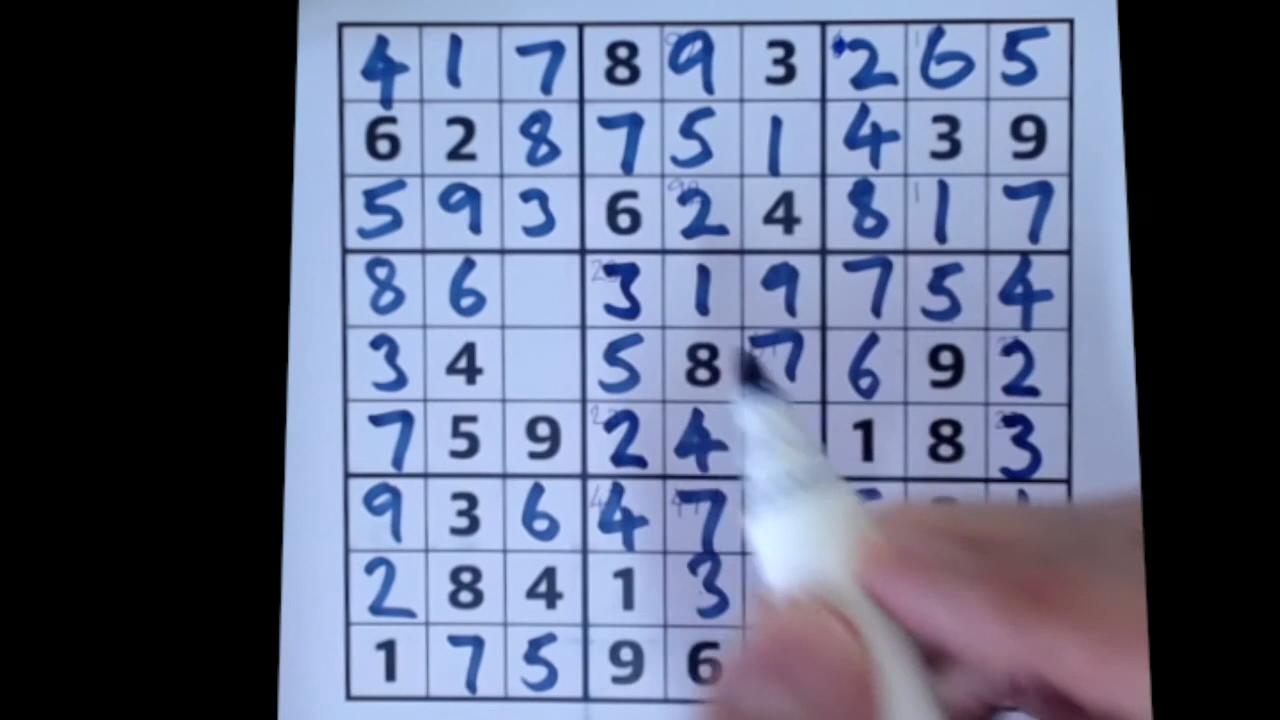 4 1 7 8 9 3 2 6 5
6 2 8 7 5 1 4 3 9
5 9 3 6 2 4 8 1 7
8 6 3 1 9 7 5 4
3 4 5 8 7 6 9 2
7 5 9 2 4 1 8 3
9 3 6 4 7
2 8 4 1 3
1 7 5 9 6